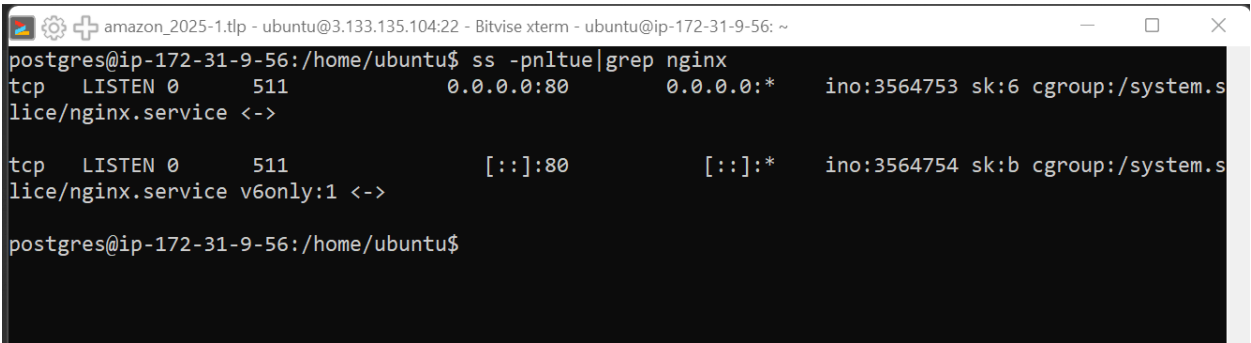 amazon_2025-1.tlp - ubuntu@3.133.135.104:22 - Bitvise xterm - ubuntu@ip-172-31-9-56: ~
postgres@ip-172-31-9-56:/home/ubuntu$ ss -pnltue|grep nginx
tcp   LISTEN 0      511                0.0.0.0:80         0.0.0.0:*    ino:3564753 sk:6 cgroup:/system.s
lice/nginx.service <->
tcp   LISTEN 0      511                   [::]:80            [::]:*    ino:3564754 sk:b cgroup:/system.s
lice/nginx.service v6only:1 <->
postgres@ip-172-31-9-56:/home/ubuntu$